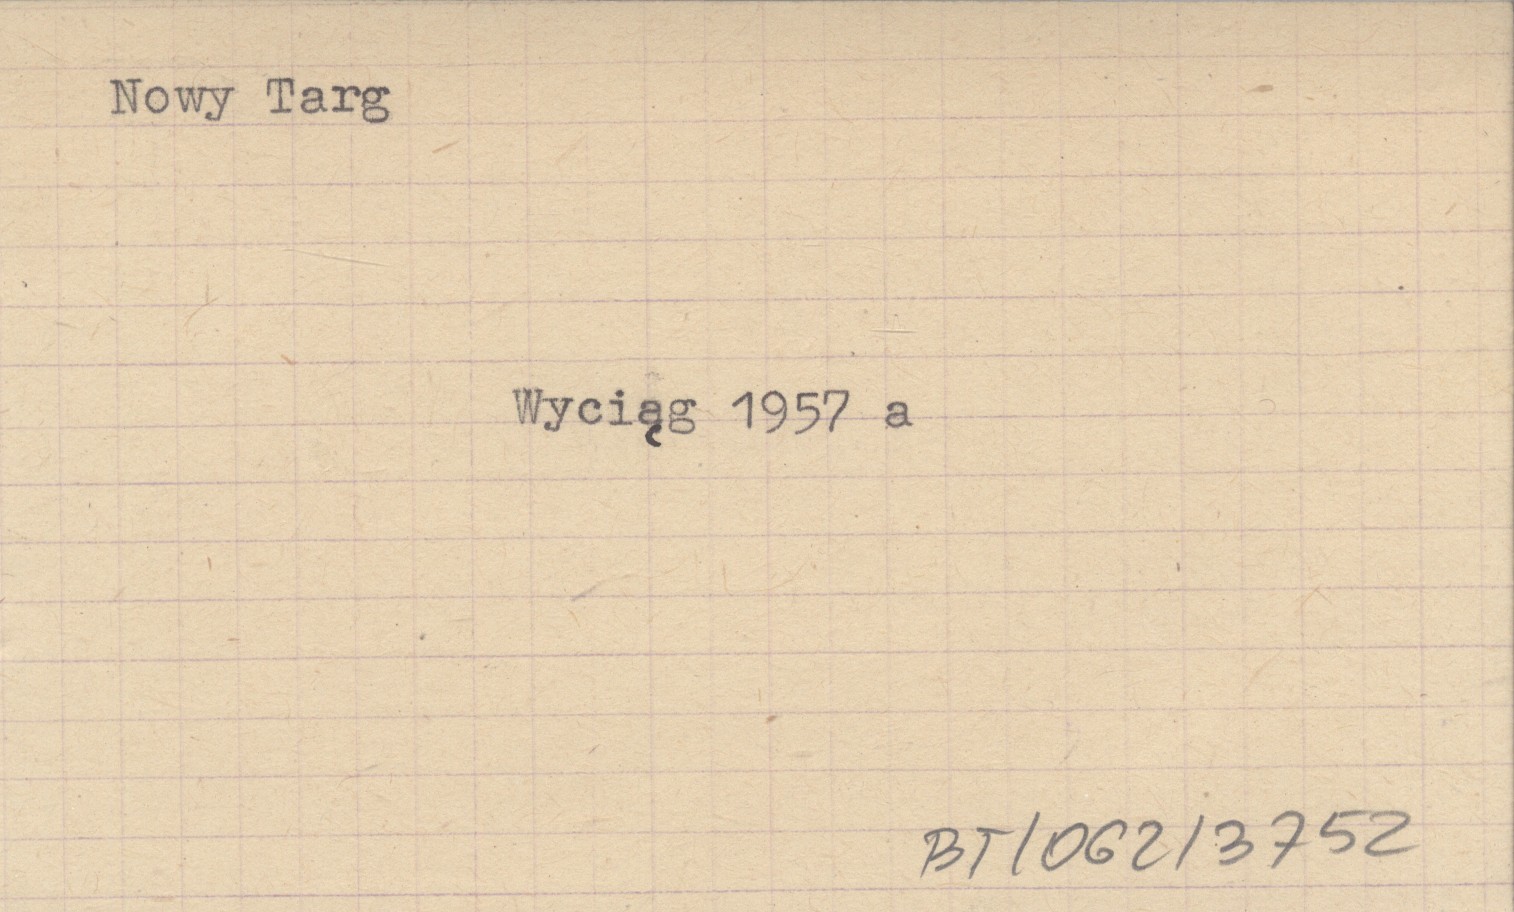 Nowy Targ
Wyciąg 1957 a
BT/062/3752